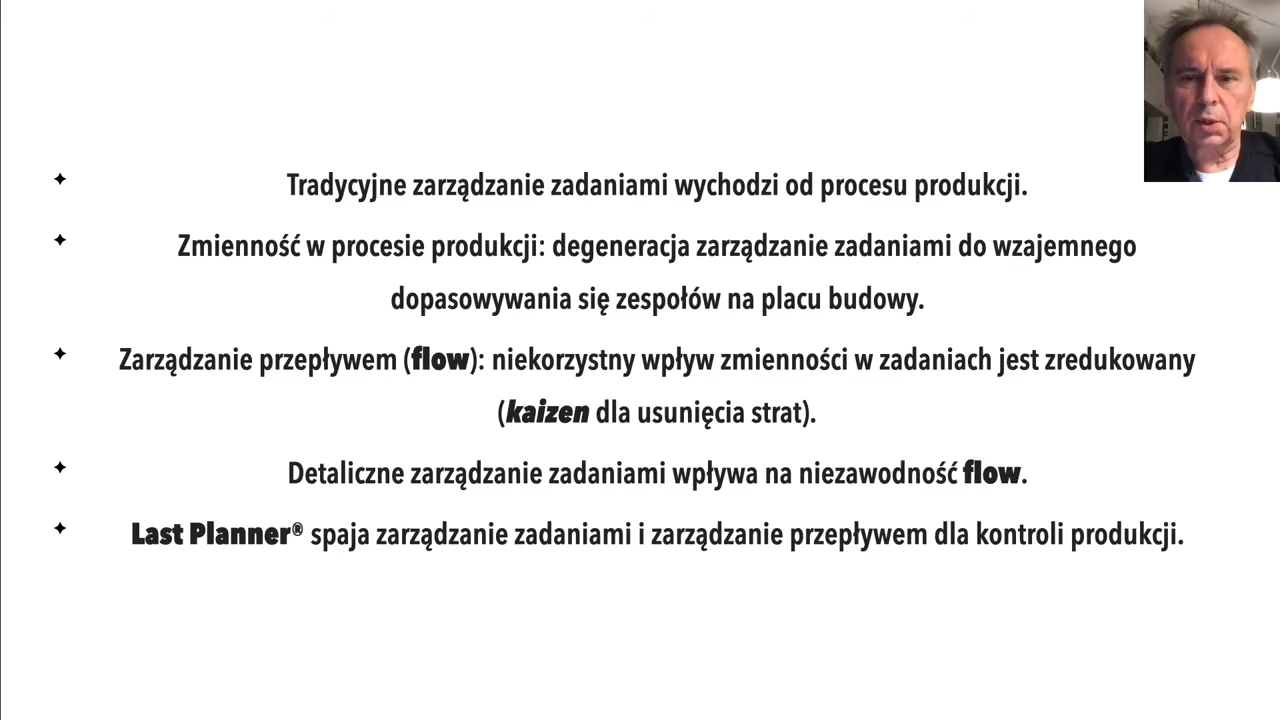 Tradycyjne zarządzanie zadaniami wychodzi od procesu produkcji.
Zmienność w procesie produkcji: degeneracja zarządzanie zadaniami do wzajemnego
dopasowywania się zespołów na placu budowy.
Zarządzanie przepływem (flow): niekorzystny wpływ zmienności w zadaniach jest zredukowany
(kaizen dla usunięcia strat).
Detaliczne zarządzanie zadaniami wpływa na niezawodność flow.
Last Planner® spaja zarządzanie zadaniami i zarządzanie przepływem dla kontroli produkcji.